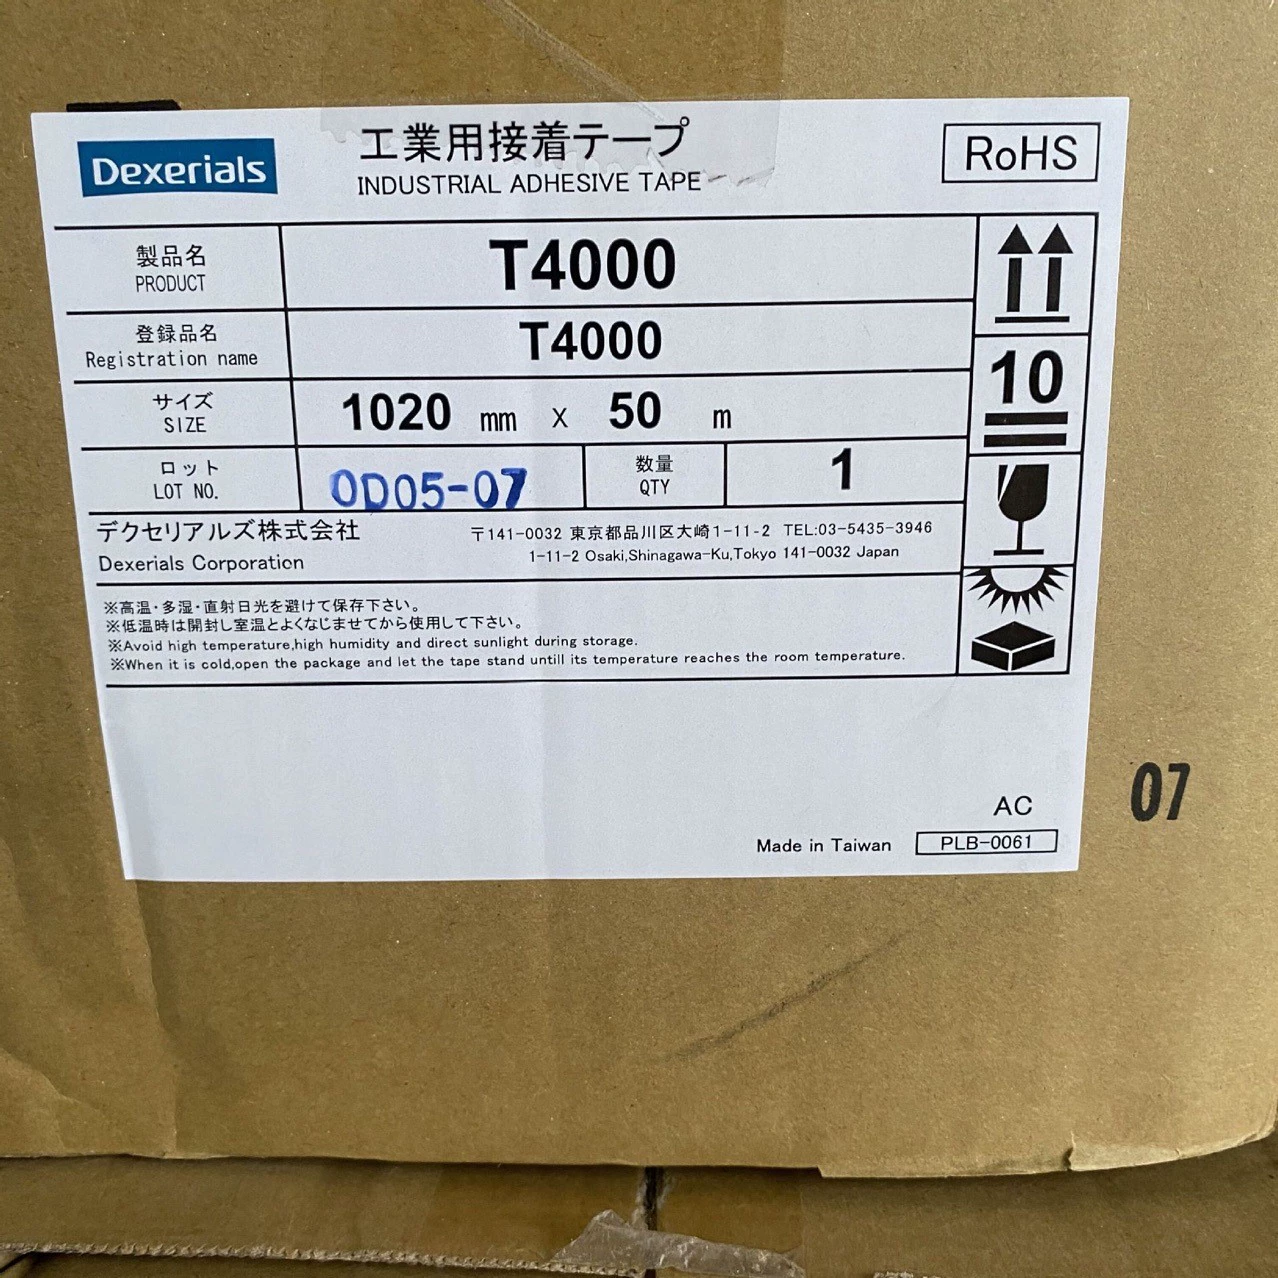 Dexerials
工業用接着テープ
INDUSTRIAL ADHESIVE TAPE
RoHS
製品名
PRODUCT
T4000
登録品名
Registration name
T4000
サイズ
SIZE
1020 mm x 50 m
10
ロット
LOT NO.
0D05-07
数量
QTY
1
デクセリアルズ株式会社
Dexerials Corporation
〒141-0032 東京都品川区大崎1-11-2 TEL:03-5435-3946
1-11-2 Osaki,Shinagawa-Ku,Tokyo 141-0032 Japan
※高温・多湿・直射日光を避けて保存下さい。
※低温時は開封し室温とよくなじませてから使用して下さい。
※Avoid high temperature,high humidity and direct sunlight during storage.
※When it is cold,open the package and let the tape stand untill its temperature reaches the room temperature.
AC
Made in Taiwan
PLB-0061
07